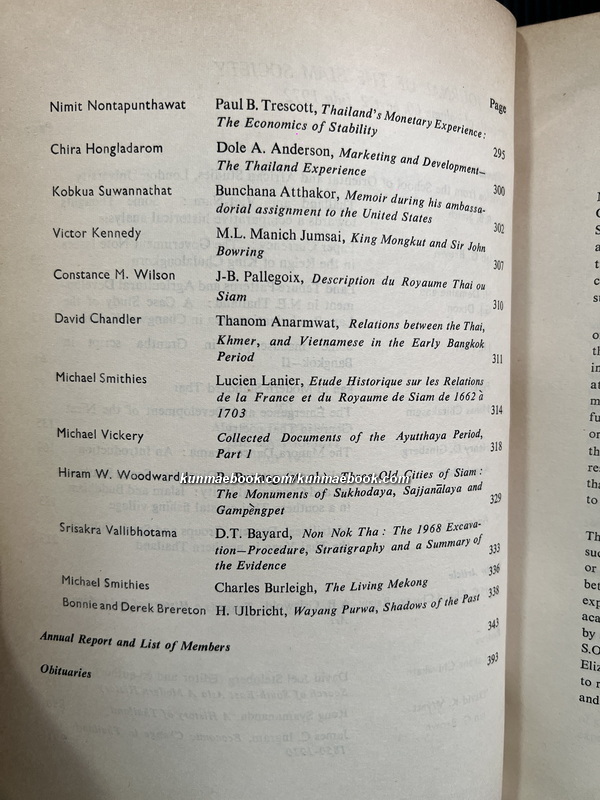 Page
Nimit Nontapunthawat Paul B. Trescott, Thailand's Monetary Experience:
The Economics of Stability 295
Chira Hongladarom Dole A. Anderson, Marketing and Development—
The Thailand Experience 300
Kobkua Suwannathat Bunchana Atthakor, Memoir during his ambassa-
dorial assignment to the United States 302
Victor Kennedy M.L. Manich Jumsai, King Mongkut and Sir John
Bowring 307
Constance M. Wilson J-B. Pallegoix, Description du Royaume Thai ou
Siam 310
David Chandler Thanom Anarmwat, Relations between the Thai,
Khmer, and Vietnamese in the Early Bangkok
Period 311
Michael Smithies Lucien Lanier, Etude Historique sur les Relations
de la France et du Royaume de Siam de 1662 à
1703 314
Michael Vickery Collected Documents of the Ayutthaya Period,
Part 1 318
Hiram W. Woodward Old Cities of Siam:
kunmaebook.com/kunmaebook.com
The Monuments of Sukhodaya, Sajjanālaya and
Gampengpet 329
Srisakra Vallibhotama D.T. Bayard, Non Nok Tha: The 1968 Excava-
tion—Procedure, Stratigraphy and a Summary of
the Evidence 333
Michael Smithies Charles Burleigh, The Living Mekong 336
Bonnie and Derek Brereton H. Ulbricht, Wayang Purwa, Shadows of the Past 338
Annual Report and List of Members 343
Obituaries 393